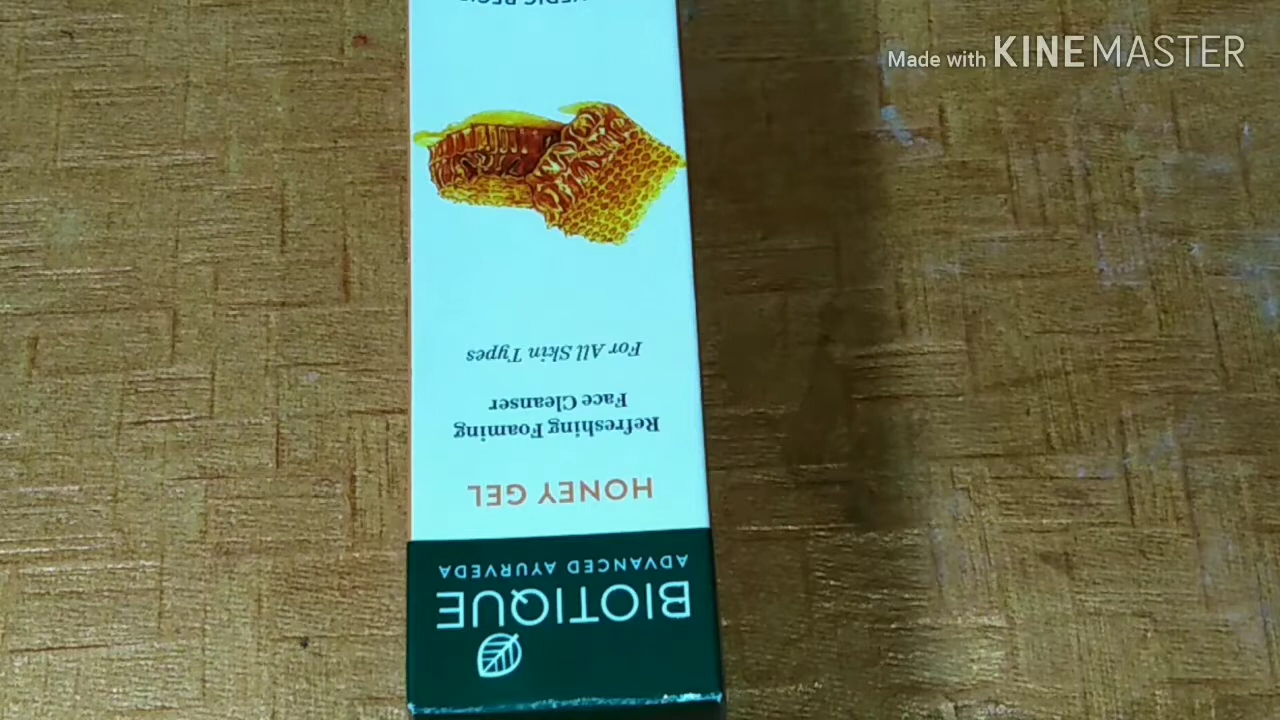 Made with KINEMASTER
BIOTIQUE
ADVANCED AYURVEDA
HONEY GEL
Refreshing Foaming
Face Cleanser
For All Skin Types